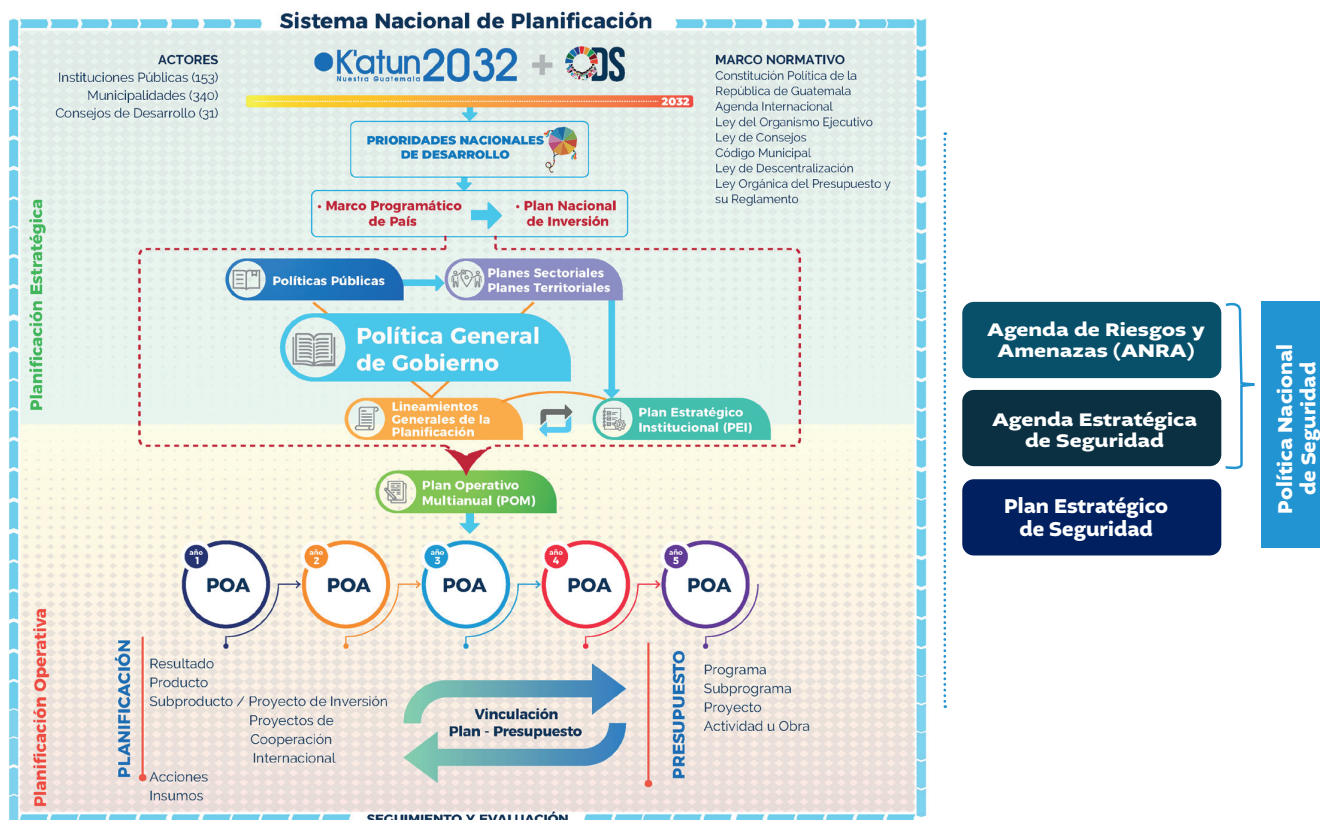 Sistema Nacional de Planificación
ACTORES
Instituciones Públicas (153)
Municipalidades (340)
Consejos de Desarrollo (31)
K'atun2032
Nuestra Guatemala
+
ODS
2032
MARCO NORMATIVO
Constitución Política de la
República de Guatemala
Agenda Internacional
Ley del Organismo Ejecutivo
Ley de Consejos
Código Municipal
Ley de Descentralización
Ley Orgánica del Presupuesto y
su Reglamento
PRIORIDADES NACIONALES
DE DESARROLLO
• Marco Programático
de País
• Plan Nacional
de Inversión
Planificación Estratégica
Políticas Públicas
Planes Sectoriales
Planes Territoriales
Política General
de Gobierno
Lineamientos
Generales de la
Planificación
Plan Estratégico
Institucional (PEI)
Plan Operativo
Multianual (POM)
año
1
POA
año
2
POA
año
3
POA
año
4
POA
año
5
POA
Planificación Operativa
PLANIFICACIÓN
Resultado
Producto
Subproducto / Proyecto de Inversión
Proyectos de
Cooperación
Internacional
Acciones
Insumos
Vinculación
Plan - Presupuesto
PRESUPUESTO
Programa
Subprograma
Proyecto
Actividad u Obra
SEGUIMIENTO Y EVALUACIÓN
Agenda de Riesgos y
Amenazas (ANRA)
Agenda Estratégica
de Seguridad
Plan Estratégico
de Seguridad
Política Nacional
de Seguridad